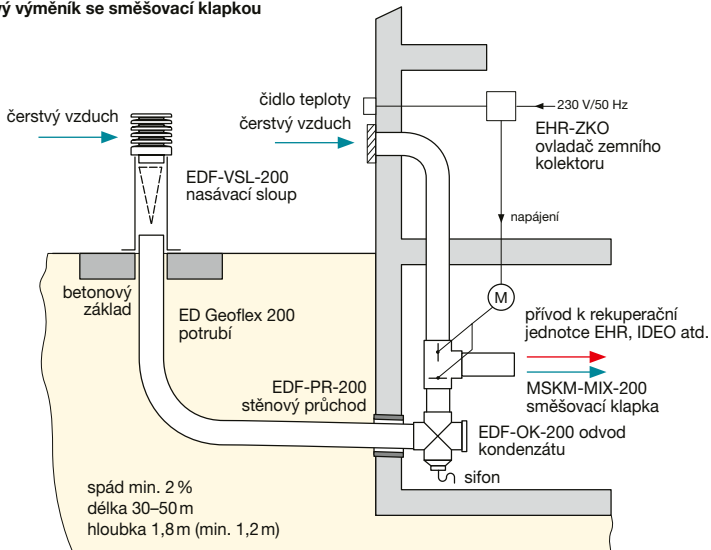 vý výměník se směšovací klapkou
čerstvý vzduch
EDF-VSL-200
nasávací sloup
čidlo teploty
čerstvý vzduch
230 V/50 Hz
EHR-ZKO
ovladač zemního
kolektoru
napájení
M
betonový
základ
ED Geoflex 200
potrubí
přívod k rekuperační
jednotce EHR, IDEO atd.
MSKM-MIX-200
směšovací klapka
EDF-PR-200
stěnový průchod
EDF-OK-200 odvod
kondenzátu
sifon
spád min. 2 %
délka 30–50 m
hloubka 1,8 m (min. 1,2 m)